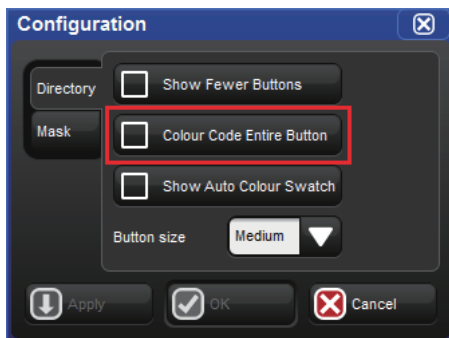 Configuration
Directory
Show Fewer Buttons
Mask
Colour Code Entire Button
Show Auto Colour Swatch
Button size
Medium
Apply
OK
Cancel